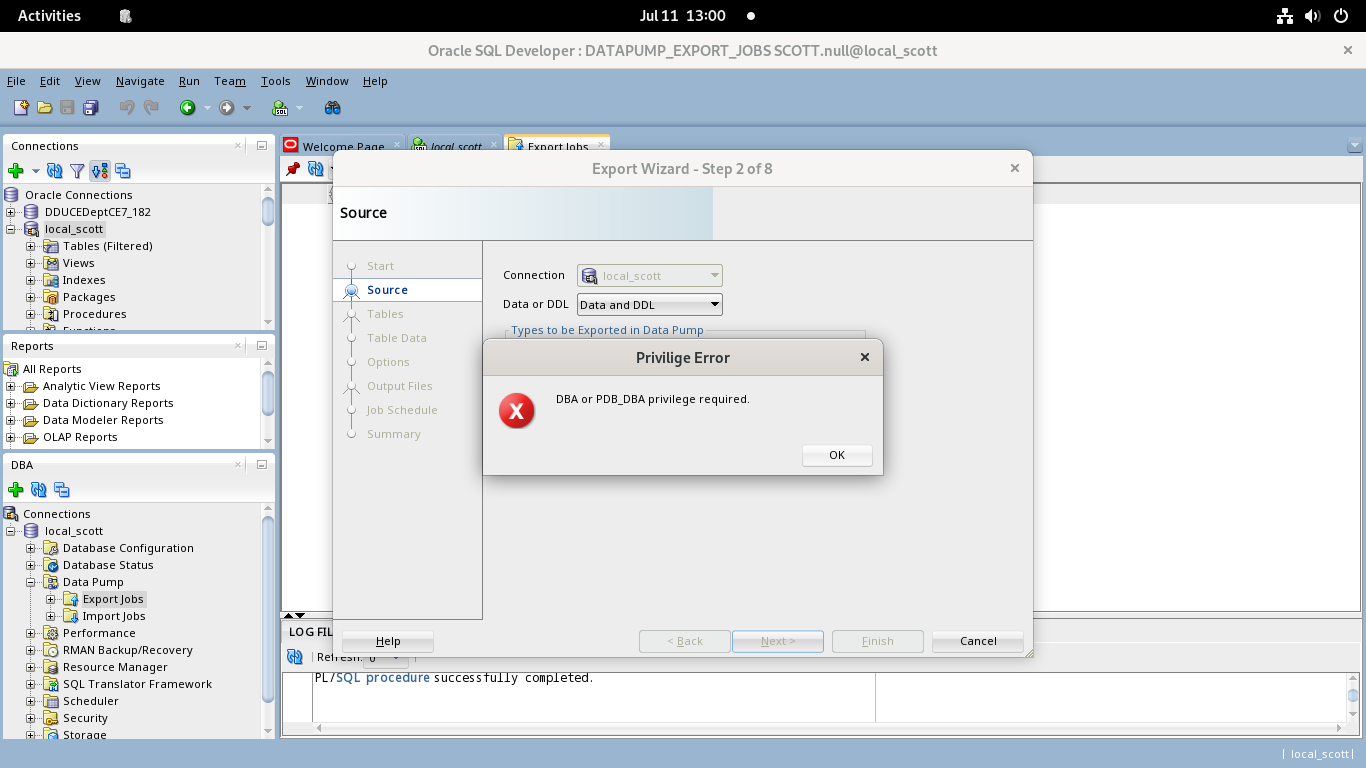 Activities
Jul 11 13:00
Oracle SQL Developer : DATAPUMP_EXPORT_JOBS SCOTT.null@local_scott
File Edit View Navigate Run Team Tools Window Help
Connections
Oracle Connections
DDUCEDeptCE7_182
local_scott
Tables (Filtered)
Views
Indexes
Packages
Procedures
Functions
Reports
All Reports
Analytic View Reports
Data Dictionary Reports
Data Modeler Reports
OLAP Reports
DBA
Connections
local_scott
Database Configuration
Database Status
Data Pump
Export Jobs
Import Jobs
Performance
RMAN Backup/Recovery
Resource Manager
SQL Translator Framework
Scheduler
Security
Storage
Welcome Page
local_scott
Export Jobs
Export Wizard - Step 2 of 8
Source
Start
Source
Tables
Table Data
Options
Output Files
Job Schedule
Summary
Connection local_scott
Data or DDL Data and DDL
Types to be Exported in Data Pump
Privilige Error
DBA or PDB_DBA privilege required.
OK
Help
< Back
Next >
Finish
Cancel
LOG FIL
Refresh: 0
PL/SQL procedure successfully completed.
local_scott